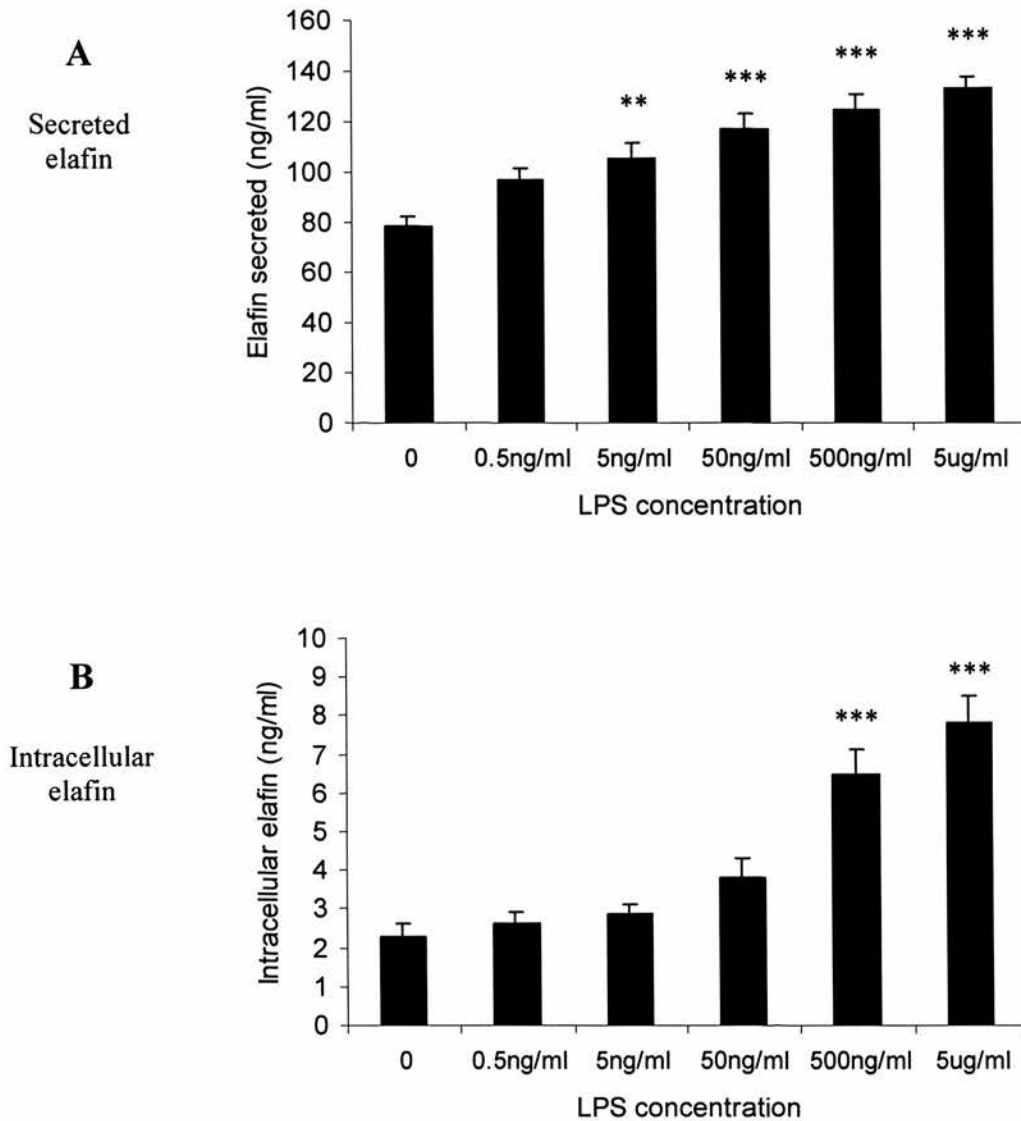 A
Secreted
elafin
Elafin secreted (ng/ml)
160
140
120
100
80
60
40
20
0
** *** *** ***
0 0.5ng/ml 5ng/ml 50ng/ml 500ng/ml 5ug/ml
LPS concentration
B
Intracellular
elafin
Intracellular elafin (ng/ml)
10
9
8
7
6
5
4
3
2
1
0
*** ***
0 0.5ng/ml 5ng/ml 50ng/ml 500ng/ml 5ug/ml
LPS concentration